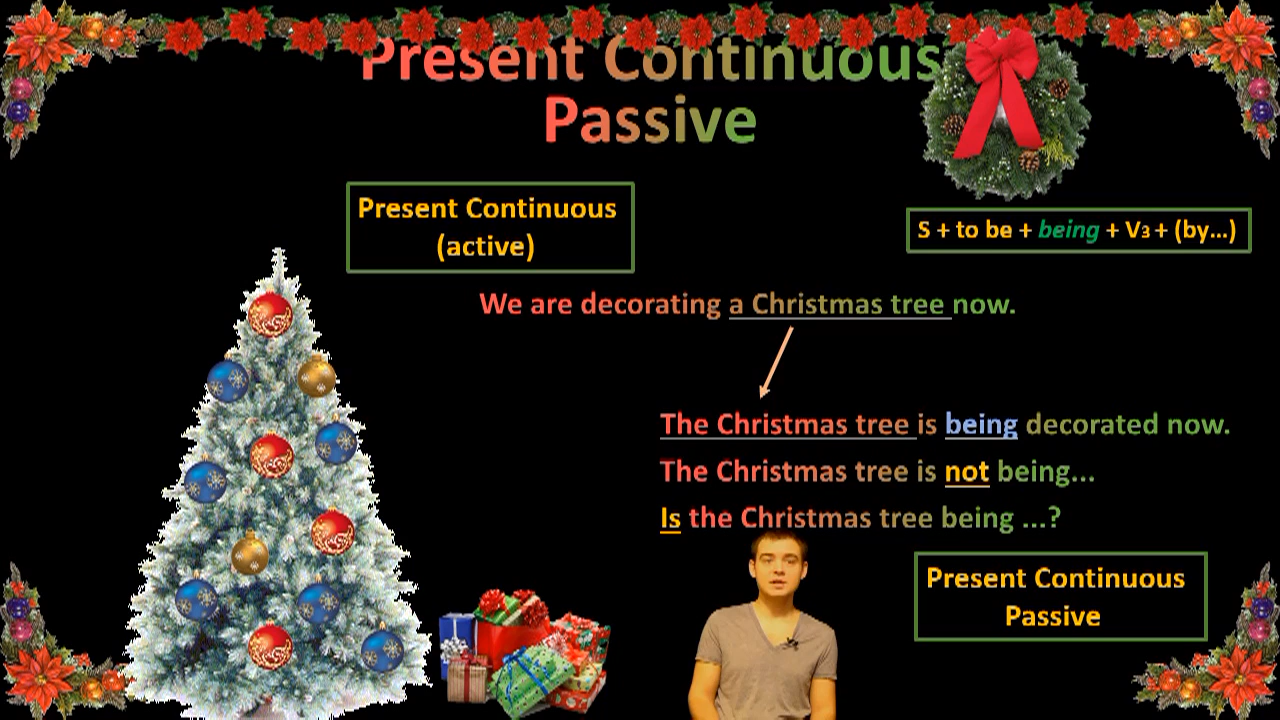 Present Continuous
Passive
Present Continuous
(active)
S + to be + being + V3 + (by...)
We are decorating a Christmas tree now.
The Christmas tree is being decorated now.
The Christmas tree is not being...
Is the Christmas tree being ...?
Present Continuous
Passive